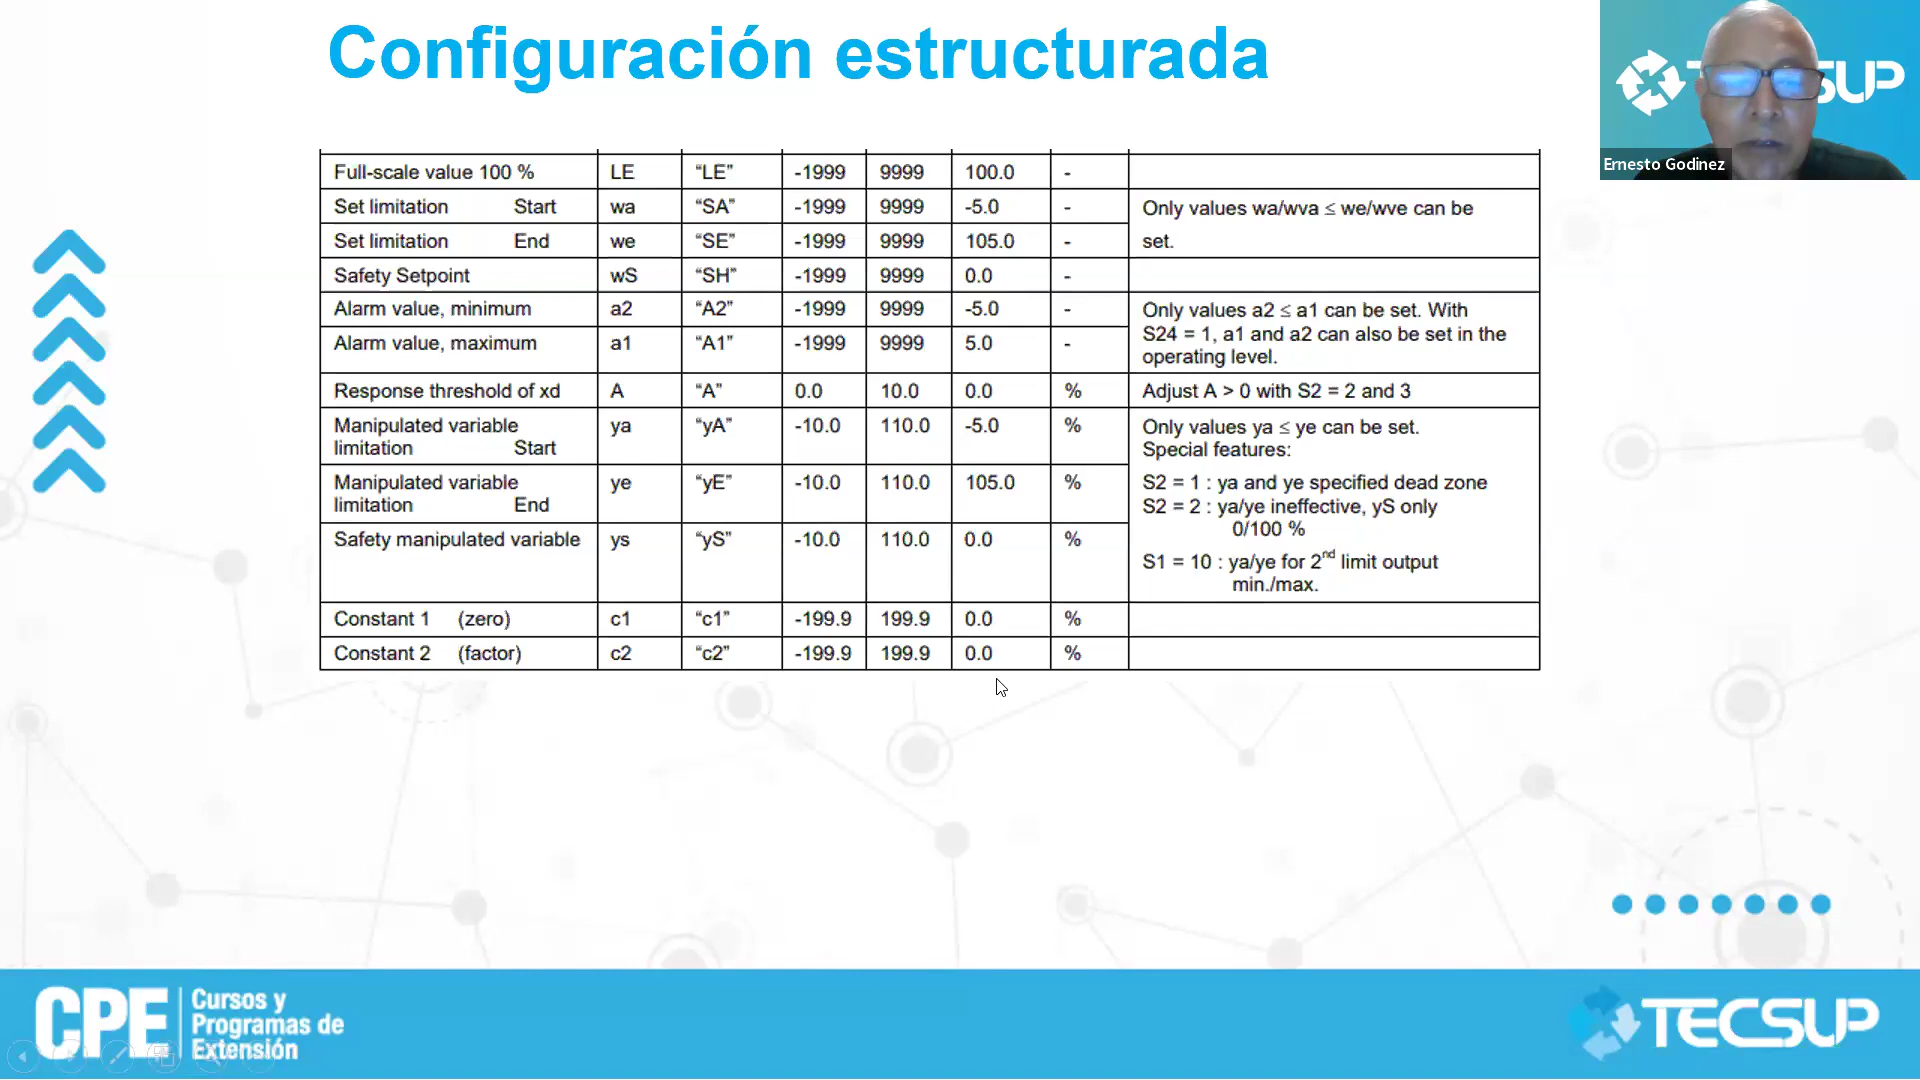 Configuración estructurada
TECSUP
Ernesto Godinez
Full-scale value 100 % LE “LE” -1999 9999 100.0 -
Set limitation Start wa “SA” -1999 9999 -5.0 - Only values wa/wva ≤ we/wve can be
Set limitation End we “SE” -1999 9999 105.0 - set.
Safety Setpoint wS “SH” -1999 9999 0.0 -
Alarm value, minimum a2 “A2” -1999 9999 -5.0 - Only values a2 ≤ a1 can be set. With
S24 = 1, a1 and a2 can also be set in the
Alarm value, maximum a1 “A1” -1999 9999 5.0 -
operating level.
Response threshold of xd A “A” 0.0 10.0 0.0 % Adjust A > 0 with S2 = 2 and 3
Manipulated variable ya “yA” -10.0 110.0 -5.0 % Only values ya ≤ ye can be set.
limitation Start Special features:
Manipulated variable ye “yE” -10.0 110.0 105.0 % S2 = 1 : ya and ye specified dead zone
limitation End S2 = 2 : ya/ye ineffective, yS only
0/100 %
Safety manipulated variable ys “yS” -10.0 110.0 0.0 %
S1 = 10 : ya/ye for 2nd limit output
min./max.
Constant 1 (zero) c1 “c1” -199.9 199.9 0.0 %
Constant 2 (factor) c2 “c2” -199.9 199.9 0.0 %
CPE
Cursos y
Programas de
Extensión
TECSUP